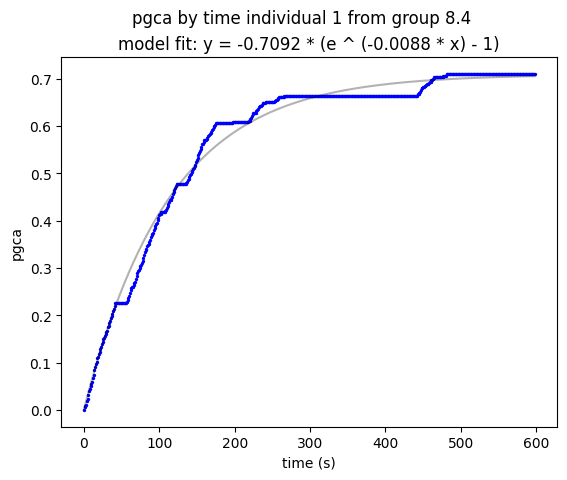 pgca by time individual 1 from group 8.4
model fit: y = -0.7092 * (e ^ (-0.0088 * x) - 1)
0.7
0.6
0.5
0.4
0.3
0.2
0.1
0.0
pgca
0 100 200 300 400 500 600
time (s)